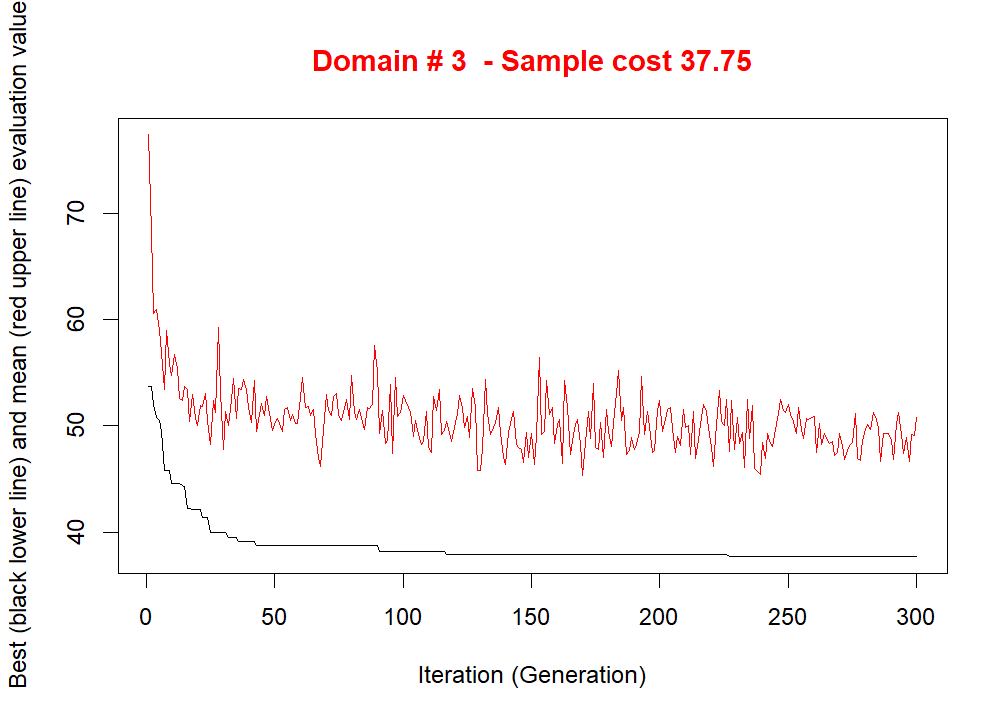 Domain # 3  - Sample cost 37.75
Best (black lower line) and mean (red upper line) evaluation value
70
60
50
40
0 50 100 150 200 250 300
Iteration (Generation)